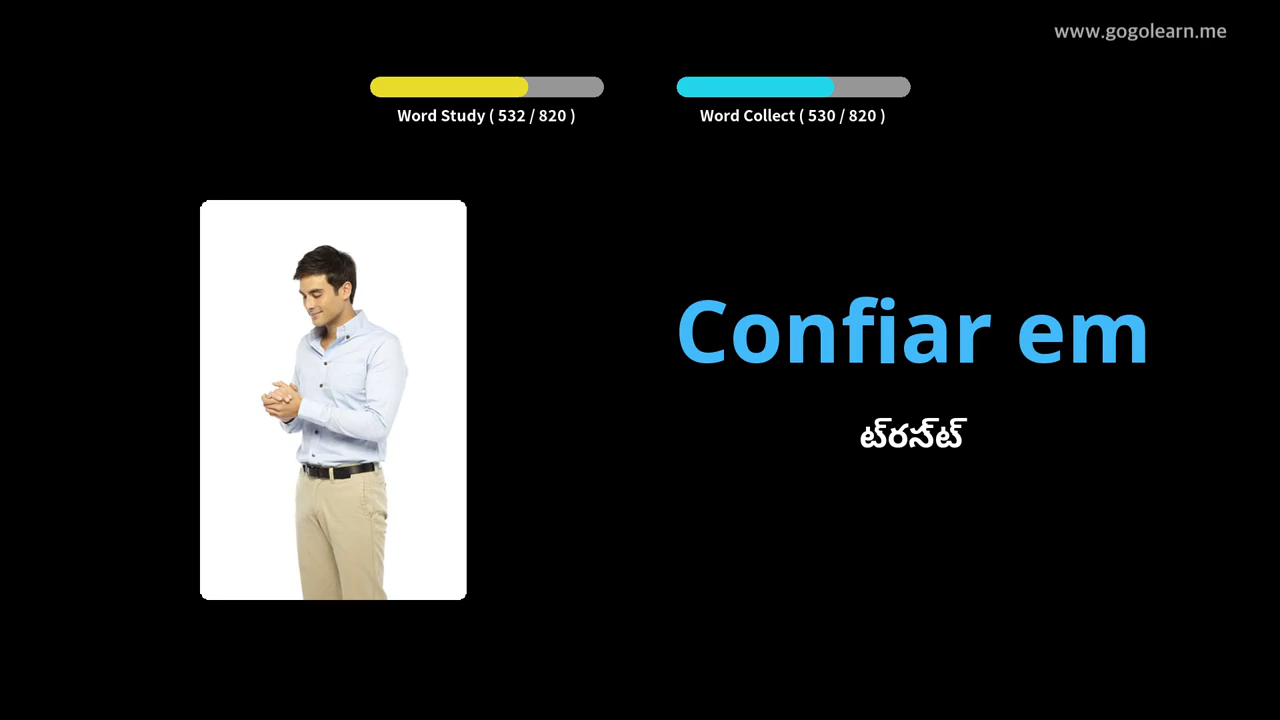 www.gogolearn.me
Word Study ( 532 / 820 )
Word Collect ( 530 / 820 )
Confiar em
ట్‌రస్‌ట్